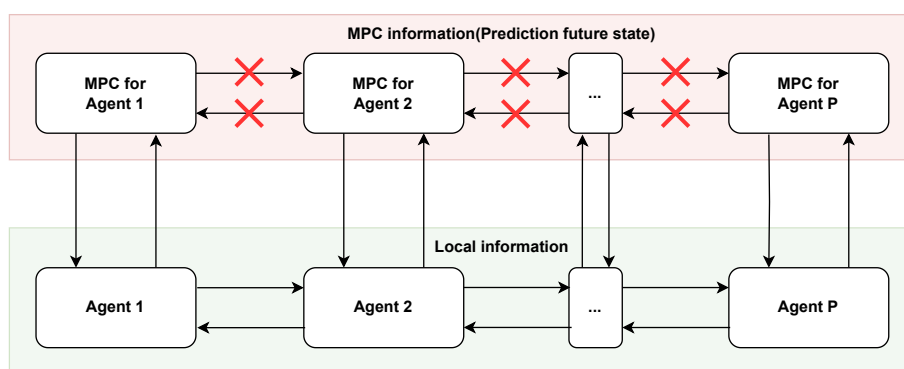 MPC information(Prediction future state)
MPC for
Agent 1
MPC for
Agent 2
...
MPC for
Agent P
Local information
Agent 1
Agent 2
...
Agent P